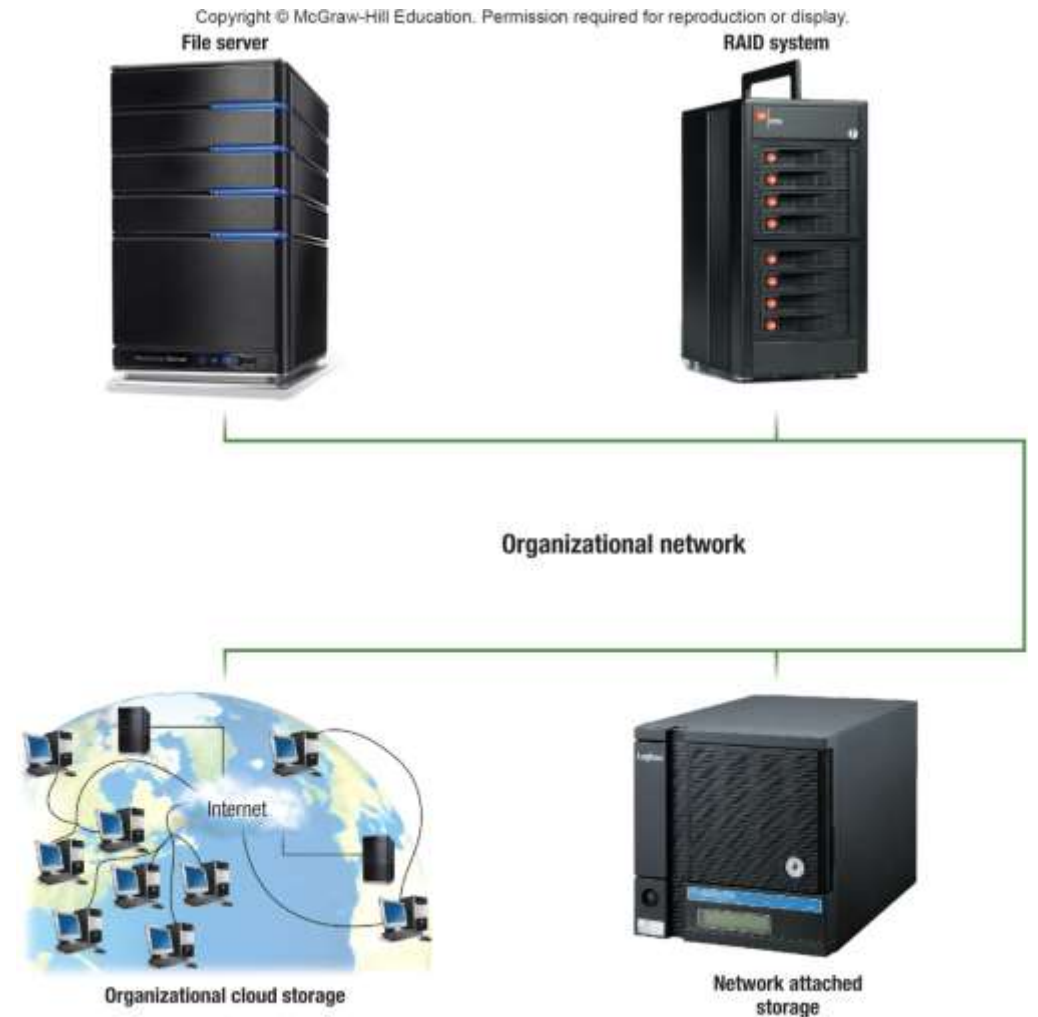 Copyright © McGraw-Hill Education. Permission required for reproduction or display.
File server
RAID system
Organizational network
Internet
Logitec
Organizational cloud storage
Network attached
storage